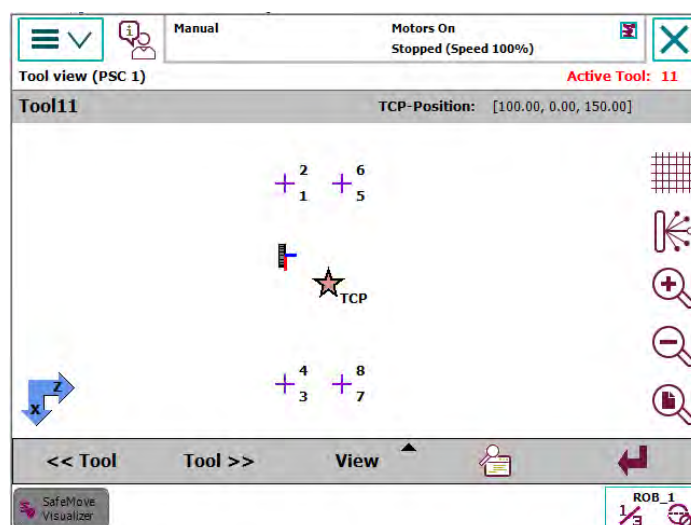 Manual
Motors On
Stopped (Speed 100%)
Tool view (PSC 1)
Active Tool: 11
Tool11
TCP-Position: [100.00, 0.00, 150.00]
2 6
1 5
TCP
4 8
3 7
Z
X
<< Tool Tool >> View
SafeMove
Visualizer
ROB_1
1/3